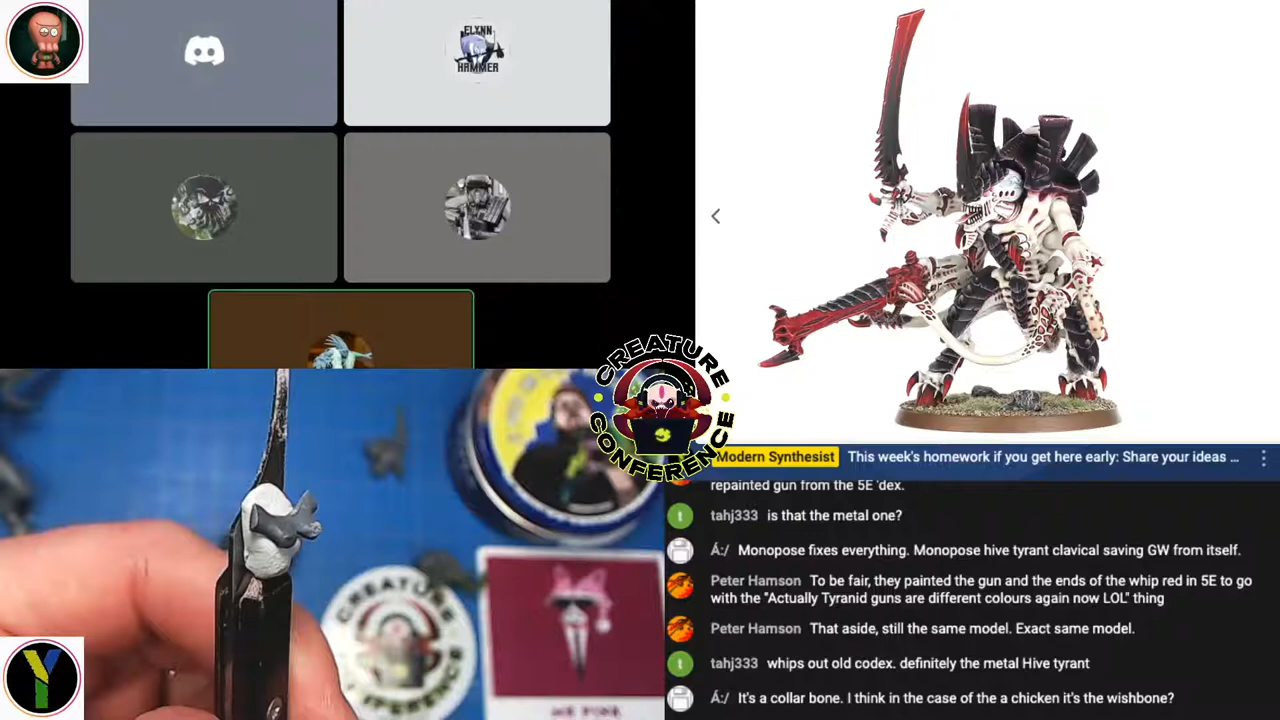 FLYNN
HAMMER
CREATURE
CONFERENCE
Modern Synthesist This week's homework if you get here early: Share your ideas ...
repainted gun from the 5E 'dex.
t tahj333 is that the metal one?
Á:/ Monopose fixes everything. Monopose hive tyrant clavical saving GW from itself.
Peter Hamson To be fair, they painted the gun and the ends of the whip red in 5E to go
with the "Actually Tyranid guns are different colours again now LOL" thing
Peter Hamson That aside, still the same model. Exact same model.
t tahj333 whips out old codex. definitely the metal Hive tyrant
Á:/ It's a collar bone. I think in the case of the a chicken it's the wishbone?
Y
CREATURE